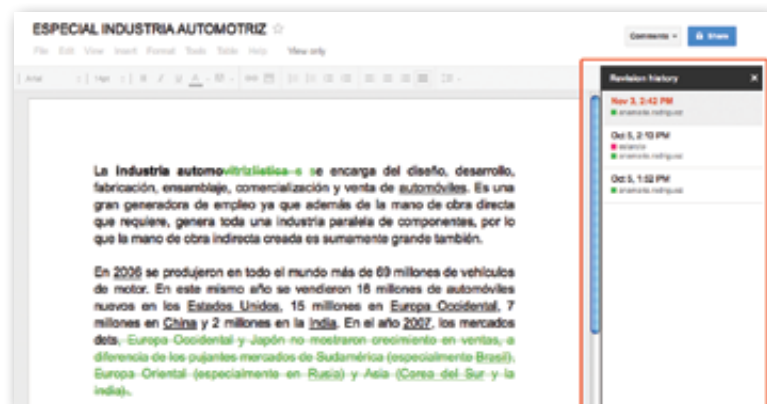 ESPECIAL INDUSTRIA AUTOMOTRIZ
File Edit View Insert Format Tools Table Help View only
Comments Share
Arial 14pt B I U A
Revision history
Nov 3, 2:42 PM
Oct 5, 2:13 PM
Oct 5, 1:52 PM
La Industria automovitrizlistica e se encarga del diseño, desarrollo,
fabricación, ensamblaje, comercialización y venta de automóviles. Es una
gran generadora de empleo ya que además de la mano de obra directa
que requiere, genera toda una industria paralela de componentes, por lo
que la mano de obra indirecta creada es sumamente grande también.
En 2006 se produjeron en todo el mundo más de 69 millones de vehículos
de motor. En este mismo año se vendieron 16 millones de automóviles
nuevos en los Estados Unidos, 15 millones en Europa Occidental, 7
millones en China y 2 millones en la India. En el año 2007, los mercados
dels, Europa Occidental y Japón no mostraron crecimiento en ventas, a
diferencia de los pujantes mercados de Sudamérica (especialmente Brasil),
Europa Oriental (especialmente en Rusia) y Asia (Corea del Sur y la
India).